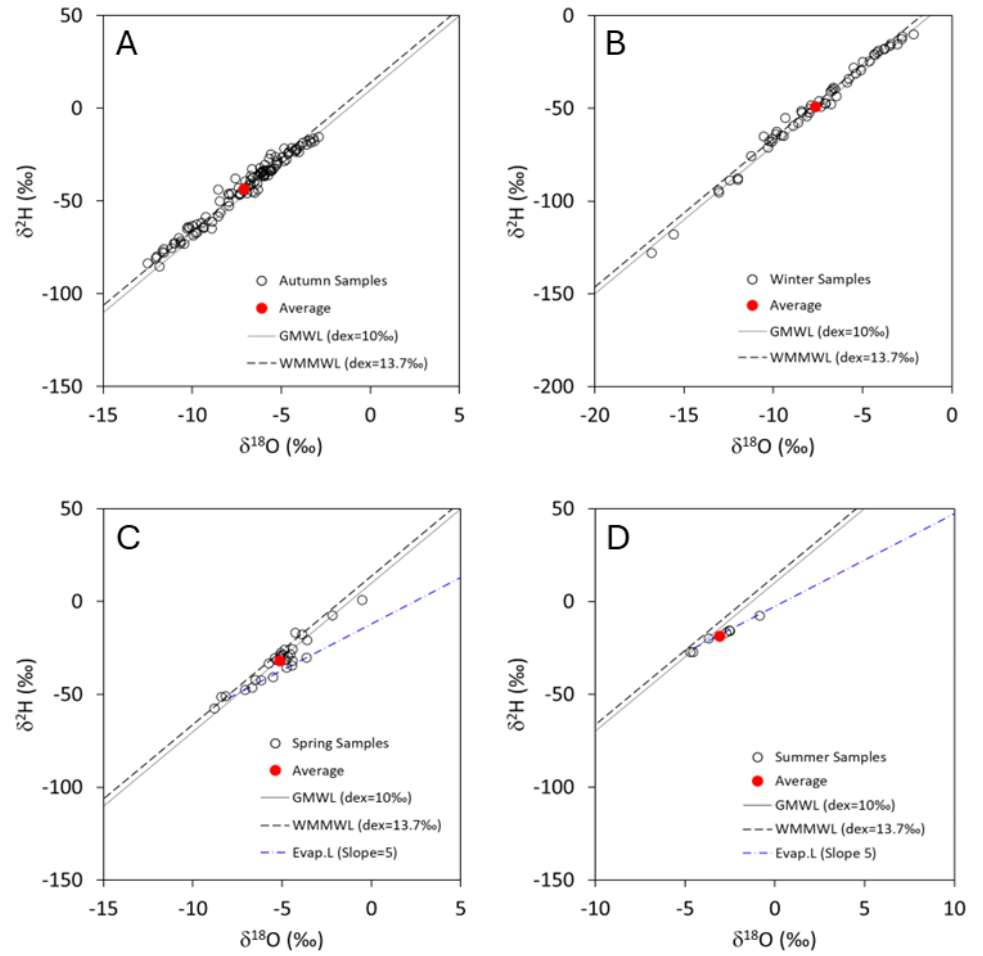 A
50
0
-50
-100
-150
-15
-10
-5
0
5
δ²H (‰)
δ¹⁸O (‰)
Autumn Samples
Average
GMWL (dex=10‰)
WMMWL (dex=13.7‰)
B
0
-50
-100
-150
-200
-20
-15
-10
-5
0
δ²H (‰)
δ¹⁸O (‰)
Winter Samples
Average
GMWL (dex=10‰)
WMMWL (dex=13.7‰)
C
50
0
-50
-100
-150
-15
-10
-5
0
5
δ²H (‰)
δ¹⁸O (‰)
Spring Samples
Average
GMWL (dex=10‰)
WMMWL (dex=13.7‰)
Evap.L (Slope=5)
D
50
0
-50
-100
-150
-10
-5
0
5
10
δ²H (‰)
δ¹⁸O (‰)
Summer Samples
Average
GMWL (dex=10‰)
WMMWL (dex=13.7‰)
Evap.L (Slope 5)